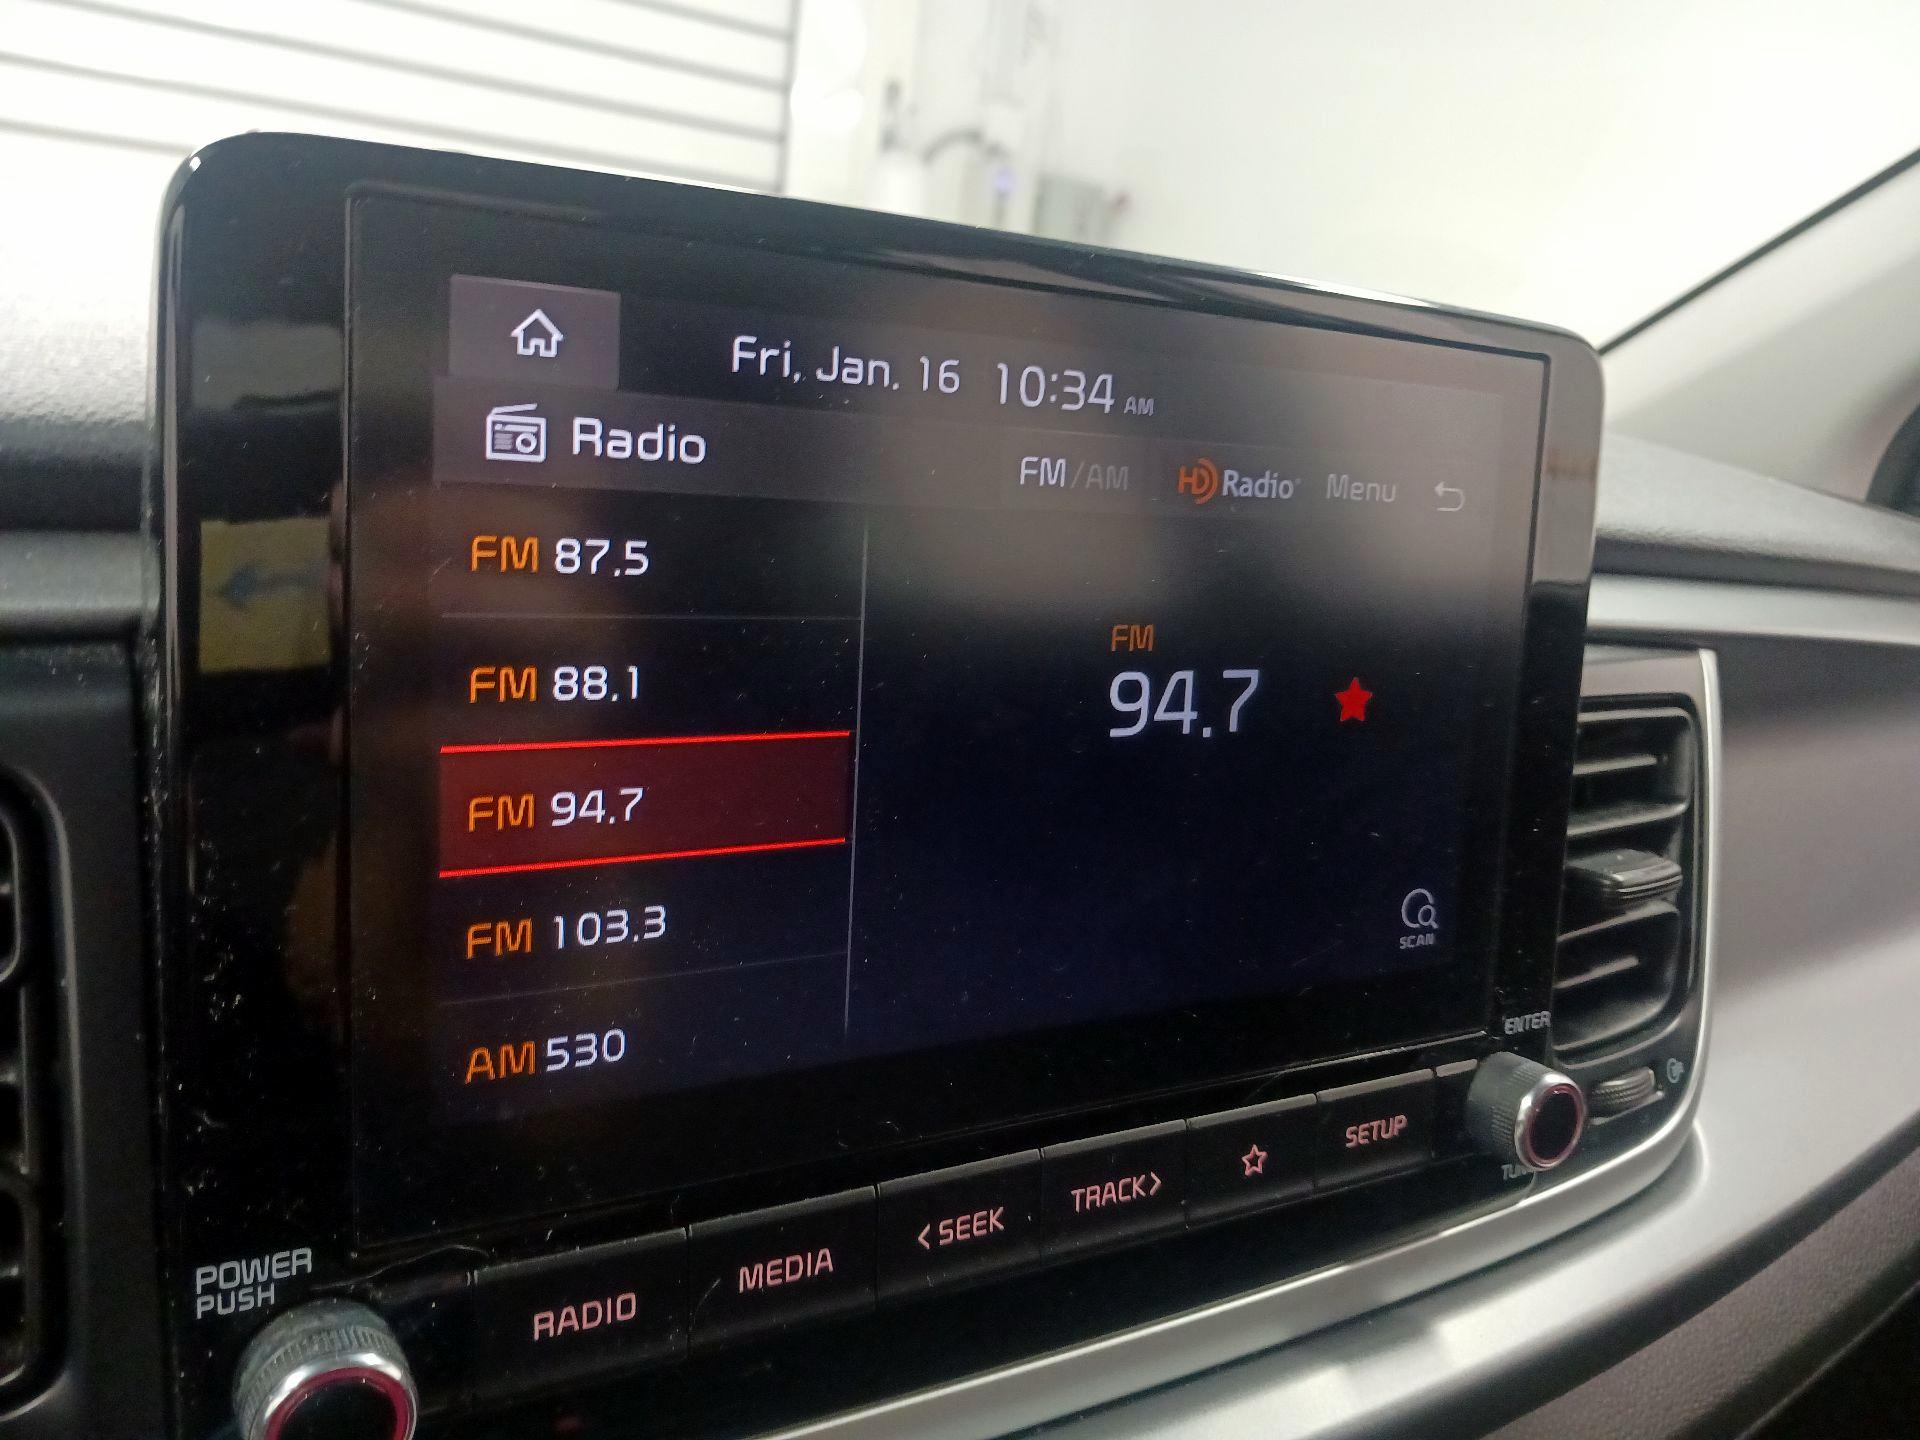 Fri, Jan. 16 10:34 AM
Radio
FM/AM HD Radio Menu
FM 87.5
FM 88.1
FM 94.7
FM 103.3
AM 530
FM
94.7
SCAN
ENTER
POWER
PUSH
RADIO
MEDIA
< SEEK
TRACK >
SETUP